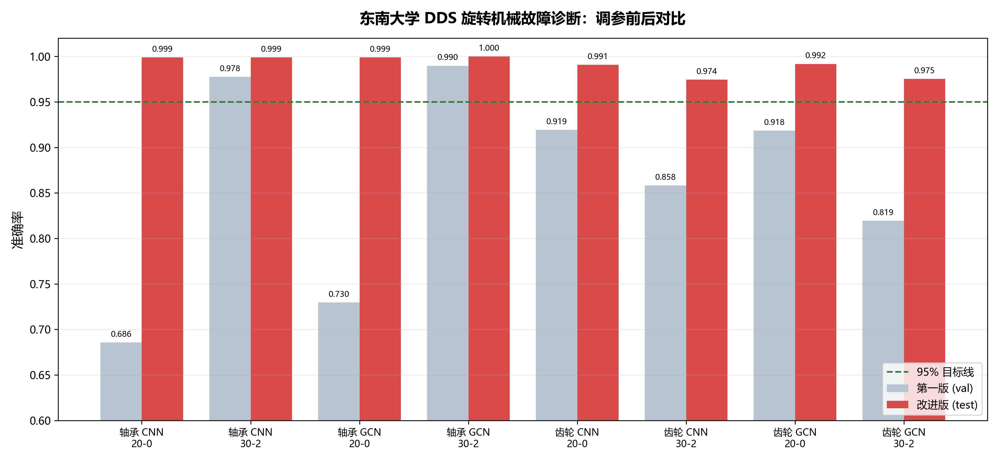 东南大学 DDS 旋转机械故障诊断：调参前后对比
准确率
1.00
0.95
0.90
0.85
0.80
0.75
0.70
0.65
0.60
0.686
0.999
0.978
0.999
0.730
0.999
0.990
1.000
0.919
0.991
0.858
0.974
0.918
0.992
0.819
0.975
95% 目标线
第一版 (val)
改进版 (test)
轴承 CNN
20-0
轴承 CNN
30-2
轴承 GCN
20-0
轴承 GCN
30-2
齿轮 CNN
20-0
齿轮 CNN
30-2
齿轮 GCN
20-0
齿轮 GCN
30-2